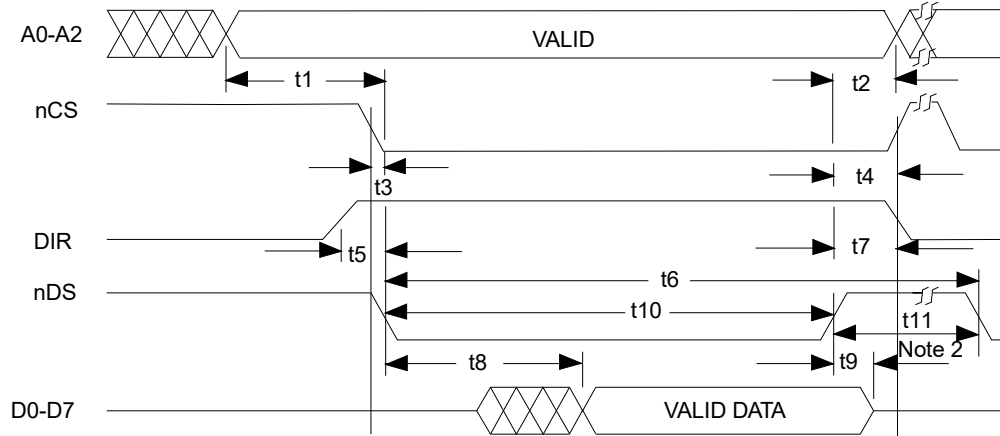 A0-A2
VALID
t1
t2
nCS
t3
t4
DIR
t5
t7
t6
nDS
t10
t11
Note 2
t8
t9
D0-D7
VALID DATA